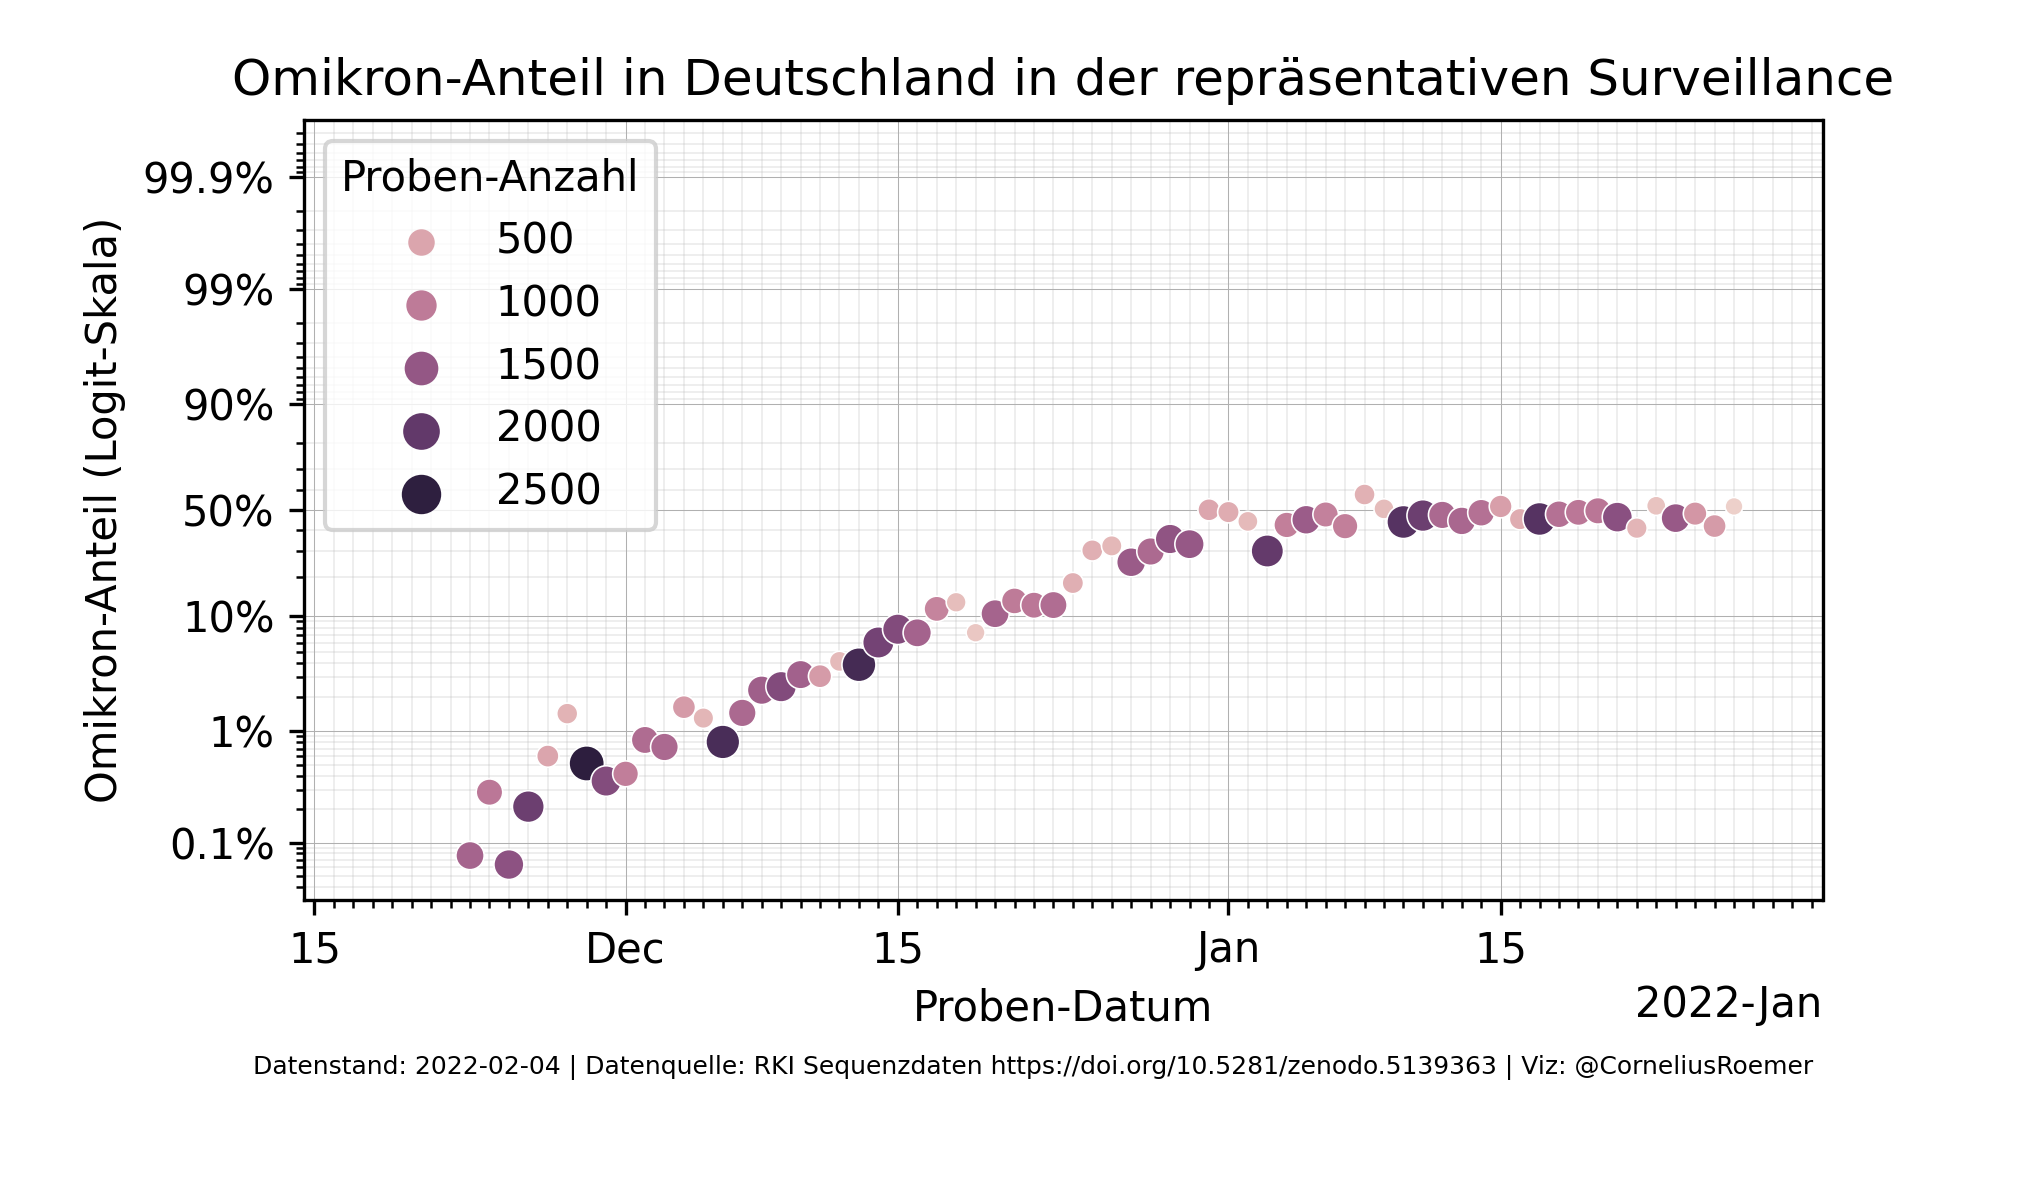 Omikron-Anteil in Deutschland in der repräsentativen Surveillance
Proben-Anzahl
500
1000
1500
2000
2500
Omikron-Anteil (Logit-Skala)
99.9%
99%
90%
50%
10%
1%
0.1%
15
Dec
15
Jan
15
Proben-Datum
2022-Jan
Datenstand: 2022-02-04 | Datenquelle: RKI Sequenzdaten https://doi.org/10.5281/zenodo.5139363 | Viz: @CorneliusRoemer